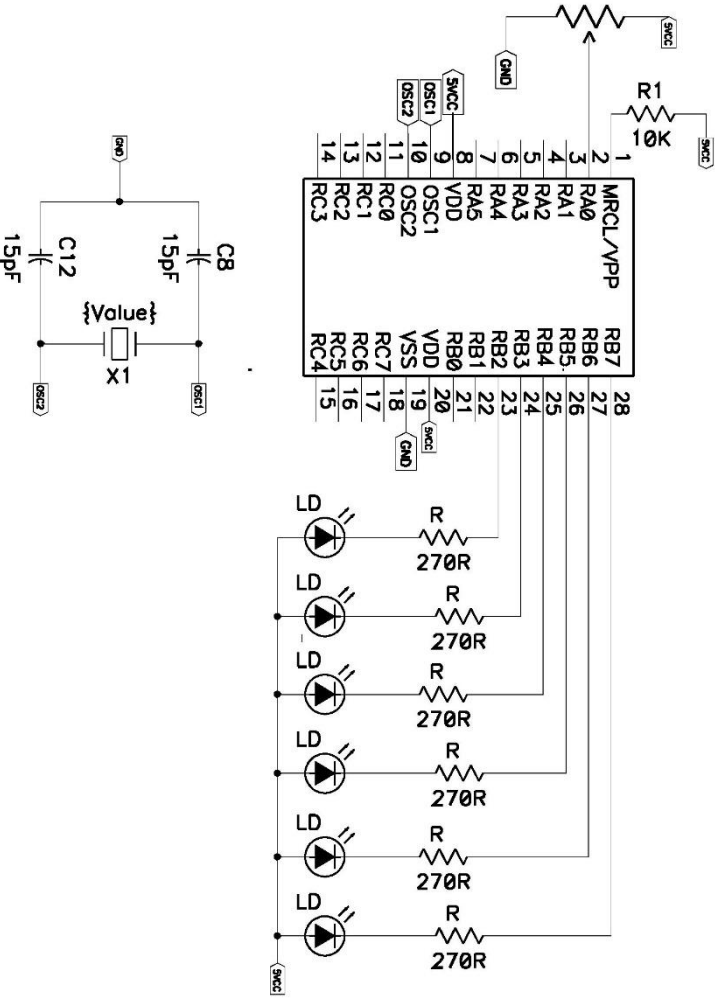 5VCC
GND
R1
10K
5VCC
5VCC
OSC1
OSC2
14
13
12
11
10
9
8
7
6
5
4
3
2
1
RC3
RC2
RC1
RC0
OSC2
OSC1
VDD
RA5
RA4
RA3
RA2
RA1
RA0
MRCL/VPP
RC4
RC5
RC6
RC7
VSS
VDD
RB0
RB1
RB2
RB3
RB4
RB5
RB6
RB7
15
16
17
18
19
20
21
22
23
24
25
26
27
28
GND
5VCC
GND
C12
15pF
C8
15pF
{Value}
X1
OSC2
OSC1
LD
R
270R
LD
R
270R
LD
R
270R
LD
R
270R
LD
R
270R
LD
R
270R
5VCC